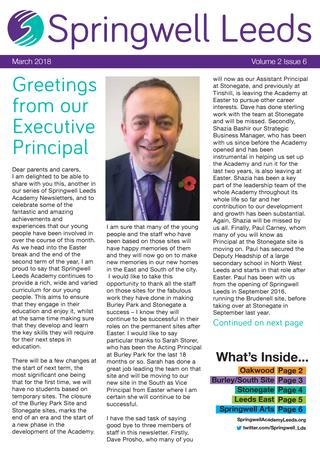 Springwell Leeds
March 2018
Volume 2 Issue 6
Greetings
from our
Executive
Principal
Dear parents and carers,
I am delighted to be able to
share with you this, another in
our series of Springwell Leeds
Academy Newsletters, and to
celebrate some of the
fantastic and amazing
achievements and
experiences that our young
people have been involved in
over the course of this month.
As we head into the Easter
break and the end of the
second term of the year, I am
proud to say that Springwell
Leeds Academy continues to
provide a rich, wide and varied
curriculum for our young
people. This aims to ensure
that they engage in their
education and enjoy it, whilst
at the same time making sure
that they develop and learn
the key skills they will require
for their next steps in
education.
There will be a few changes at
the start of next term, the
most significant one being
that for the first time, we will
have no students based on
temporary sites. The closure
of the Burley Park Site and
Stonegate sites, marks the
end of an era and the start of
a new phase in the
development of the Academy.
I am sure that many of the young
people and the staff who have
been based on those sites will
have happy memories of them
and they will now go on to make
new memories in our new homes
in the East and South of the city.
I would like to take this
opportunity to thank all the staff
on those sites for the fabulous
work they have done in making
Burley Park and Stonegate a
success – I know they will
continue to be successful in their
roles on the permanent sites after
Easter. I would like to say
particular thanks to Sarah Storer,
who has been the Acting Principal
at Burley Park for the last 18
months or so. Sarah has done a
great job leading the team on that
site and will be moving to our
new site in the South as Vice
Principal from Easter where I am
certain she will continue to be
successful.
I have the sad task of saying
good bye to three members of
staff in this newsletter. Firstly,
Dave Prosho, who many of you
will now as our Assistant Principal
at Stonegate, and previously at
Tinshill, is leaving the Academy at
Easter to pursue other career
interests. Dave has done sterling
work with the team at Stonegate
and will be missed. Secondly,
Shazia Bashir our Strategic
Business Manager, who has been
with us since before the Academy
opened and has been
instrumental in helping us set up
the Academy and run it for the
last two years, is also leaving at
Easter. Shazia has been a key
part of the leadership team of the
whole Academy throughout its
whole life so far and her
contribution to our development
and growth has been substantial.
Again, Shazia will be missed by
us all. Finally, Paul Carney, whom
many of you will know as
Principal at the Stonegate site is
moving on. Paul has secured the
Deputy Headship of a large
secondary school in North West
Leeds and starts in that role after
Easter. Paul has been with us
from the opening of Springwell
Leeds in September 2016,
running the Brudenell site, before
taking over at Stonegate in
September last year.
Continued on next page
What's Inside...
Oakwood Page 2
Burley/South Site Page 3
Stonegate Page 4
Leeds East Page 5
Springwell Arts Page 6
SpringwellAcademyLeeds.org
twitter.com/Springwell_Lds